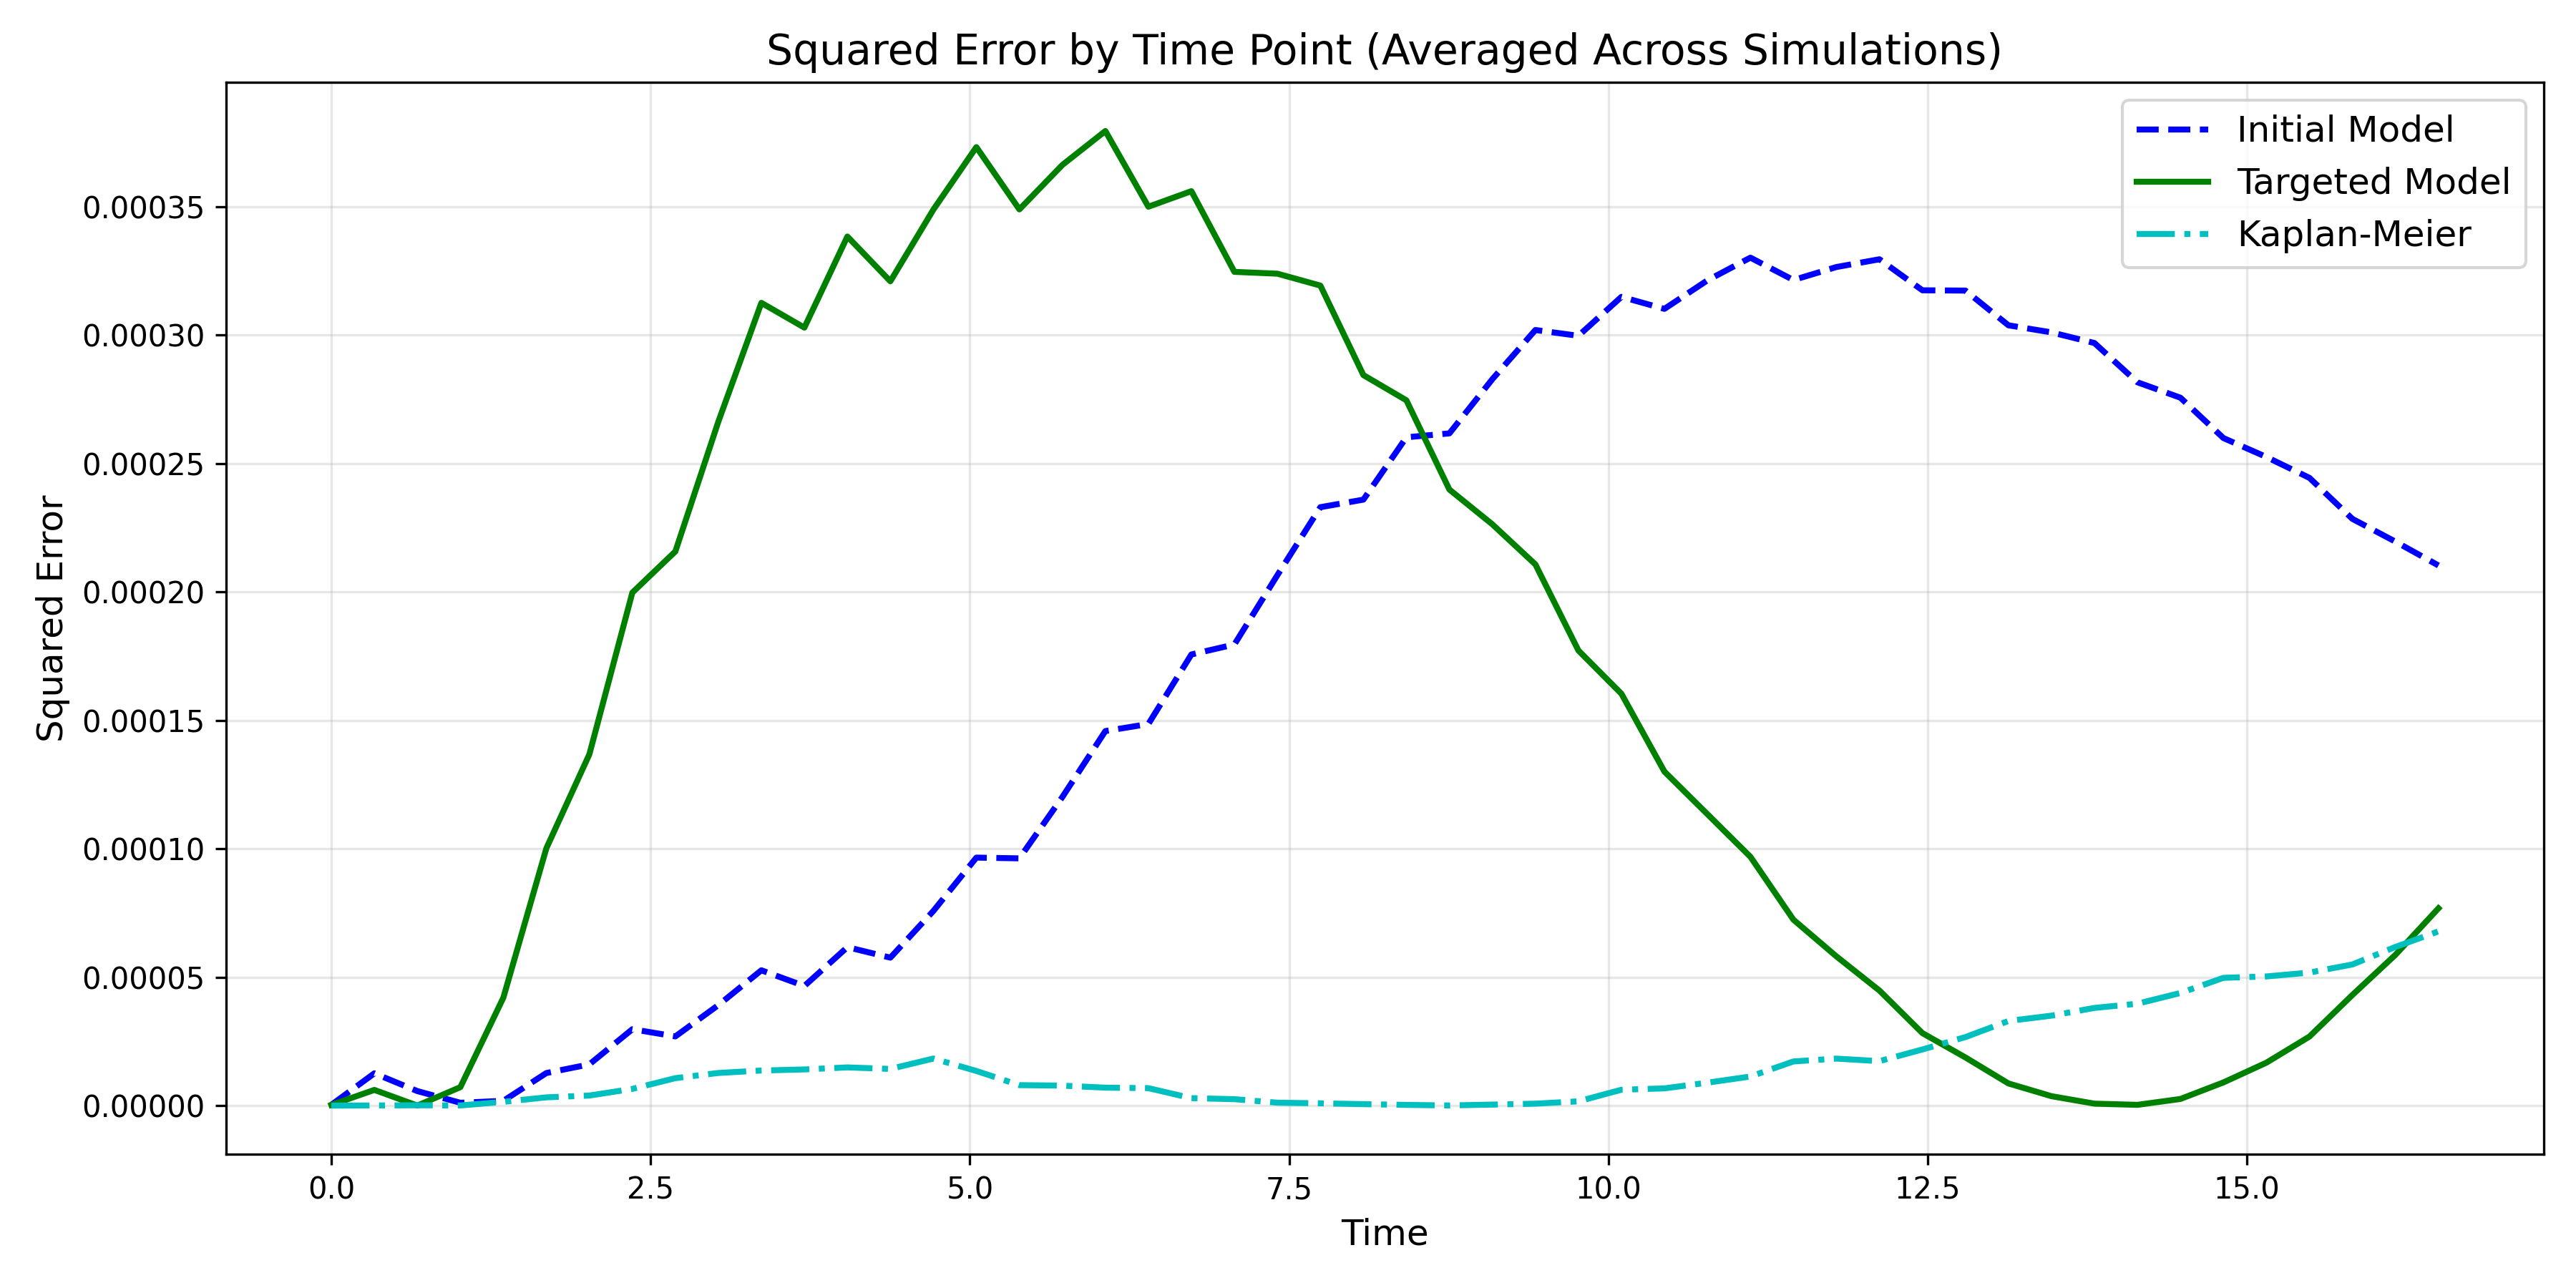 Squared Error by Time Point (Averaged Across Simulations)
Initial Model
Targeted Model
Kaplan-Meier
Squared Error
0.00035
0.00030
0.00025
0.00020
0.00015
0.00010
0.00005
0.00000
0.0 2.5 5.0 7.5 10.0 12.5 15.0
Time